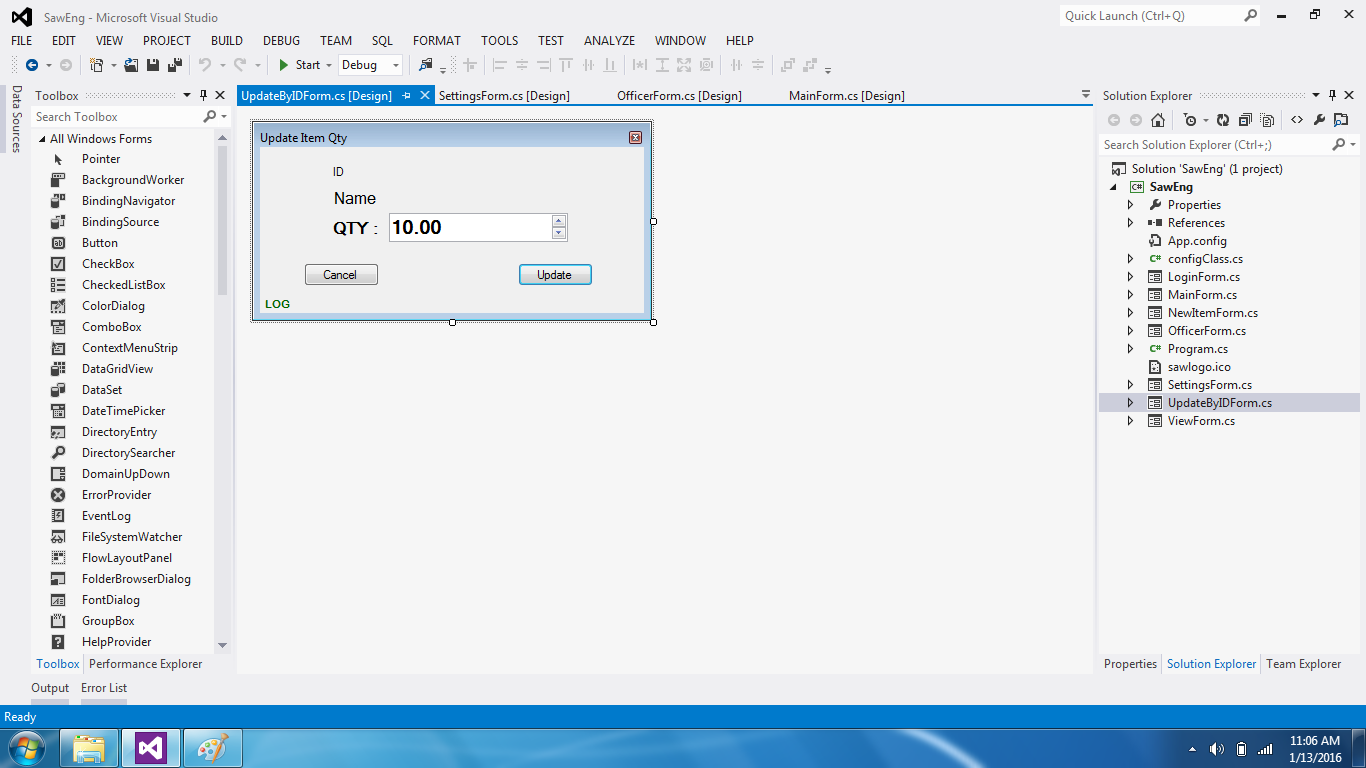 SawEng - Microsoft Visual Studio
Quick Launch (Ctrl+Q)
FILE EDIT VIEW PROJECT BUILD DEBUG TEAM SQL FORMAT TOOLS TEST ANALYZE WINDOW HELP
Start Debug
Data Sources
Toolbox
Search Toolbox
All Windows Forms
Pointer
BackgroundWorker
BindingNavigator
BindingSource
Button
CheckBox
CheckedListBox
ColorDialog
ComboBox
ContextMenuStrip
DataGridView
DataSet
DateTimePicker
DirectoryEntry
DirectorySearcher
DomainUpDown
ErrorProvider
EventLog
FileSystemWatcher
FlowLayoutPanel
FolderBrowserDialog
FontDialog
GroupBox
HelpProvider
Toolbox Performance Explorer
UpdateByIDForm.cs [Design] SettingsForm.cs [Design] OfficerForm.cs [Design] MainForm.cs [Design]
Update Item Qty
ID
Name
QTY : 10.00
Cancel Update
LOG
Solution Explorer
Search Solution Explorer (Ctrl+;)
Solution 'SawEng' (1 project)
C# SawEng
Properties
References
App.config
C# configClass.cs
LoginForm.cs
MainForm.cs
NewItemForm.cs
OfficerForm.cs
C# Program.cs
sawlogo.ico
SettingsForm.cs
UpdateByIDForm.cs
ViewForm.cs
Properties Solution Explorer Team Explorer
Output Error List
Ready
11:06 AM
1/13/2016